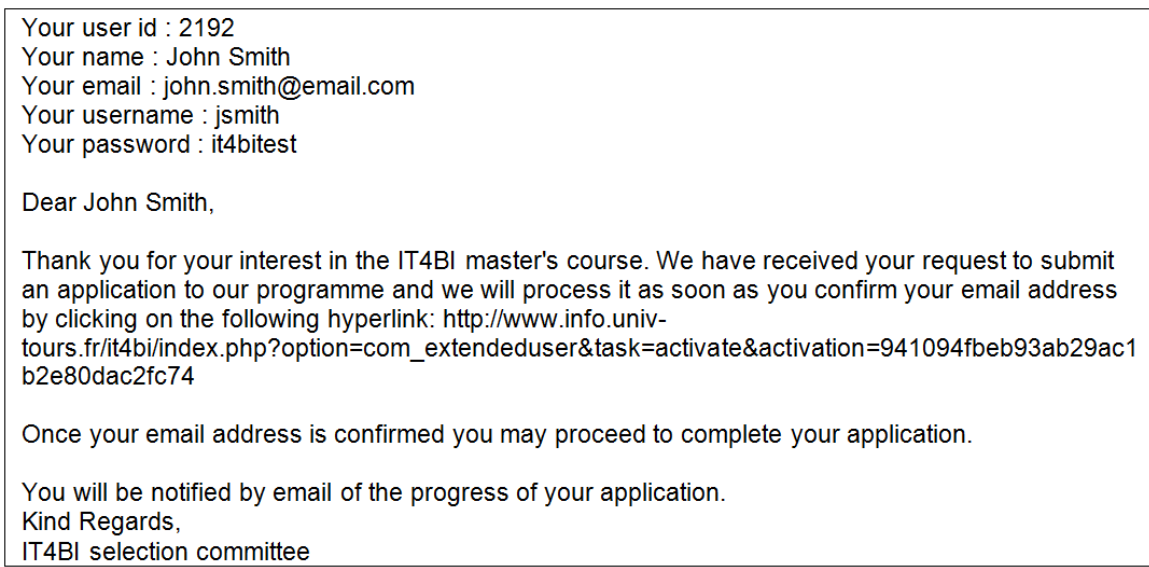 Your user id : 2192
Your name : John Smith
Your email : john.smith@email.com
Your username : jsmith
Your password : it4bitest
Dear John Smith,
Thank you for your interest in the IT4BI master's course. We have received your request to submit
an application to our programme and we will process it as soon as you confirm your email address
by clicking on the following hyperlink: http://www.info.univ-
tours.fr/it4bi/index.php?option=com_extendeduser&task=activate&activation=941094fbeb93ab29ac1
b2e80dac2fc74
Once your email address is confirmed you may proceed to complete your application.
You will be notified by email of the progress of your application.
Kind Regards,
IT4BI selection committee